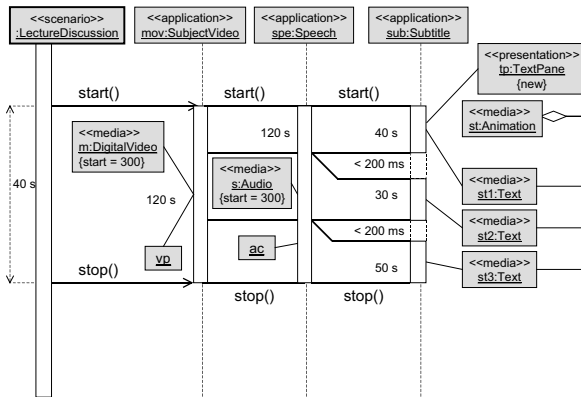 <<scenario>>
:LectureDiscussion
<<application>>
mov:SubjectVideo
<<application>>
spe:Speech
<<application>>
sub:Subtitle
<<presentation>>
tp:TextPane
{new}
start()
start()
start()
<<media>>
st:Animation
<<media>>
m:DigitalVideo
{start = 300}
120 s
40 s
<<media>>
s:Audio
{start = 300}
< 200 ms
40 s
120 s
30 s
<<media>>
st1:Text
<<media>>
st2:Text
< 200 ms
vp
ac
50 s
<<media>>
st3:Text
stop()
stop()
stop()